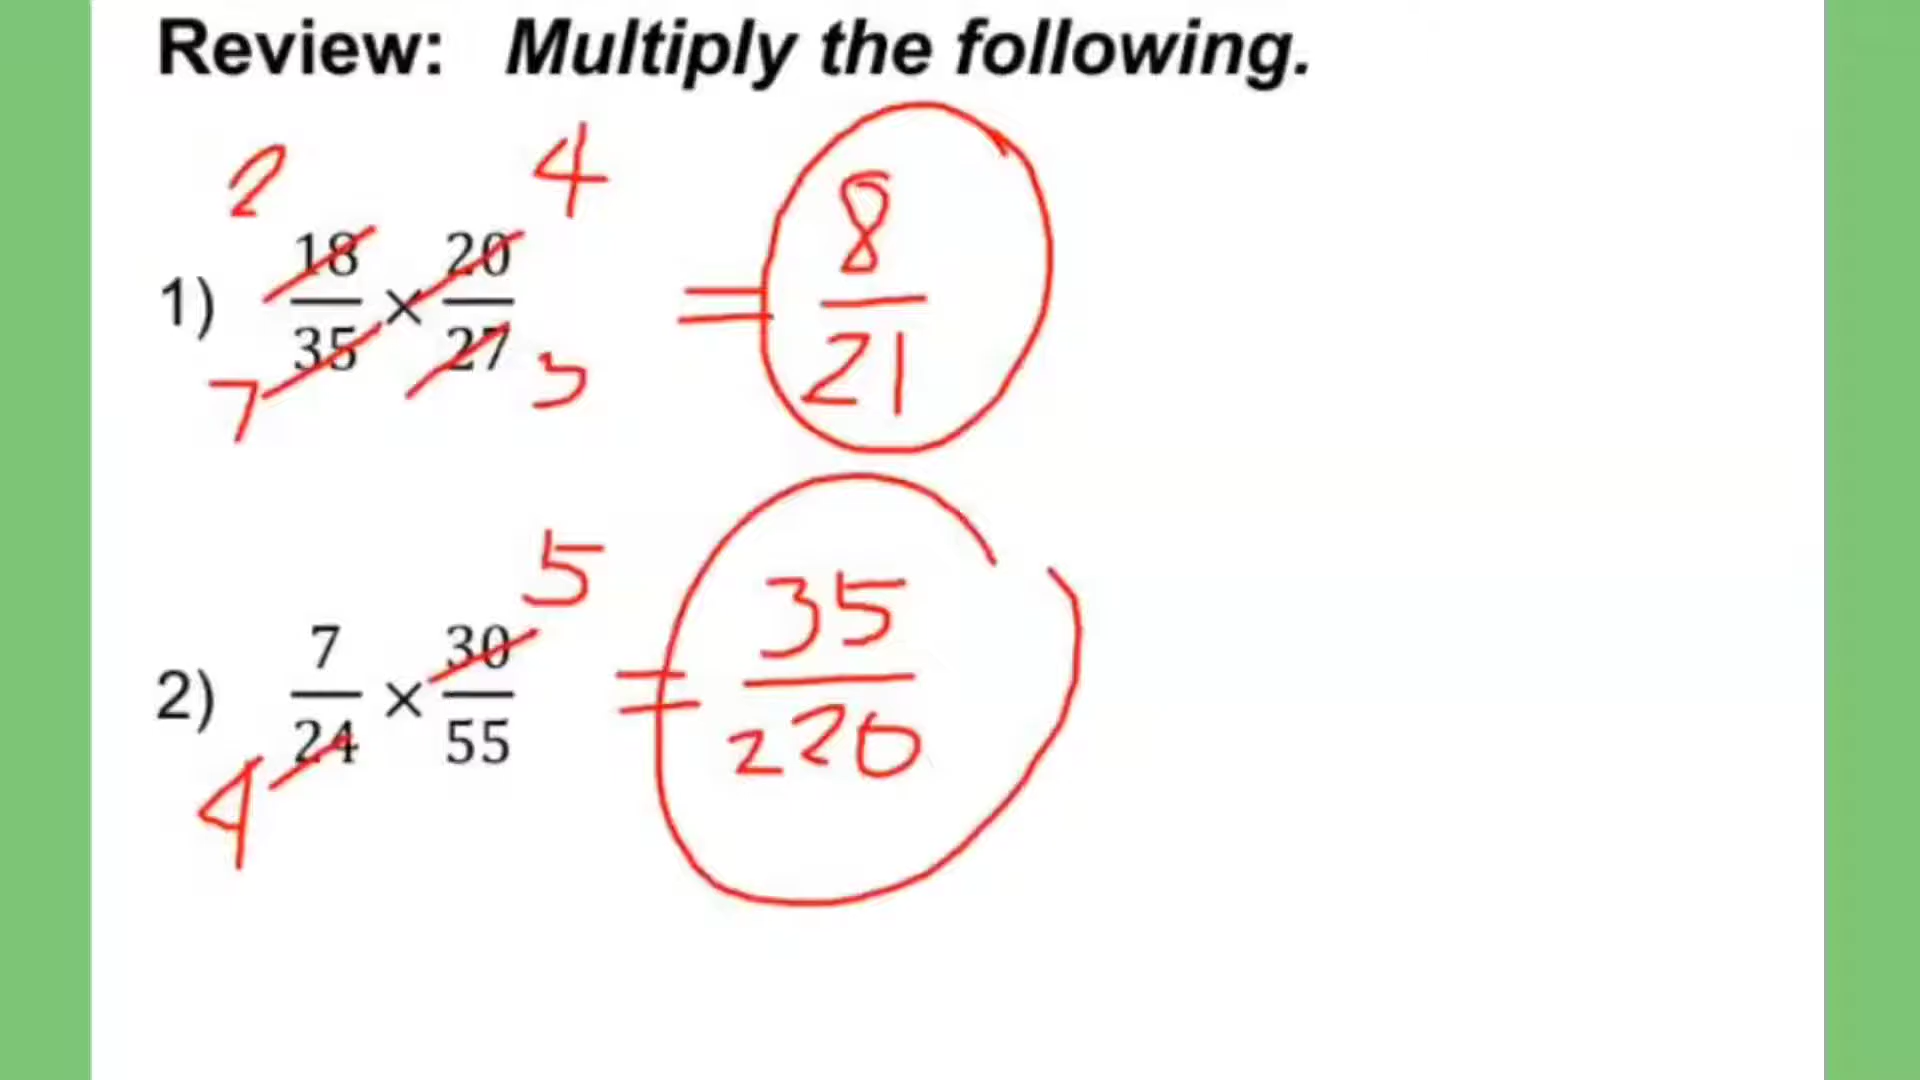 Review: Multiply the following.
2 4
1) 18/35 × 20/27 = 8/21
7 3
5
2) 7/24 × 30/55 = 35/220
4